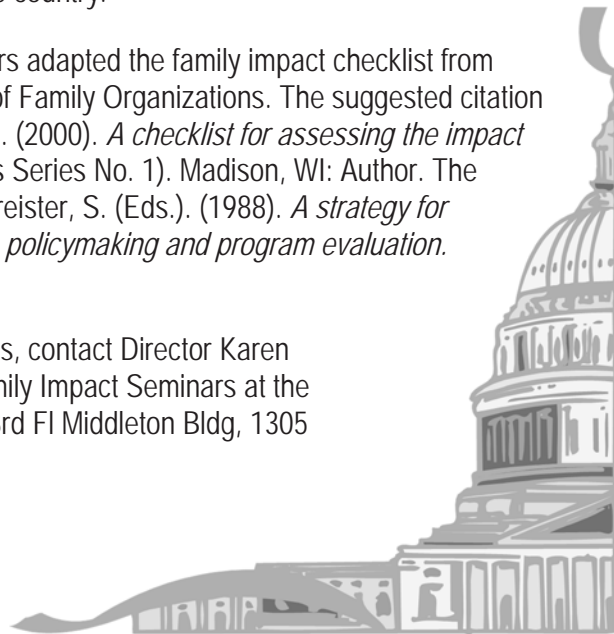 country.
rs adapted the family impact checklist from
of Family Organizations. The suggested citation
. (2000). A checklist for assessing the impact
s Series No. 1). Madison, WI: Author. The
reister, S. (Eds.). (1988). A strategy for
policymaking and program evaluation.
s, contact Director Karen
mily Impact Seminars at the
rd Fl Middleton Bldg, 1305